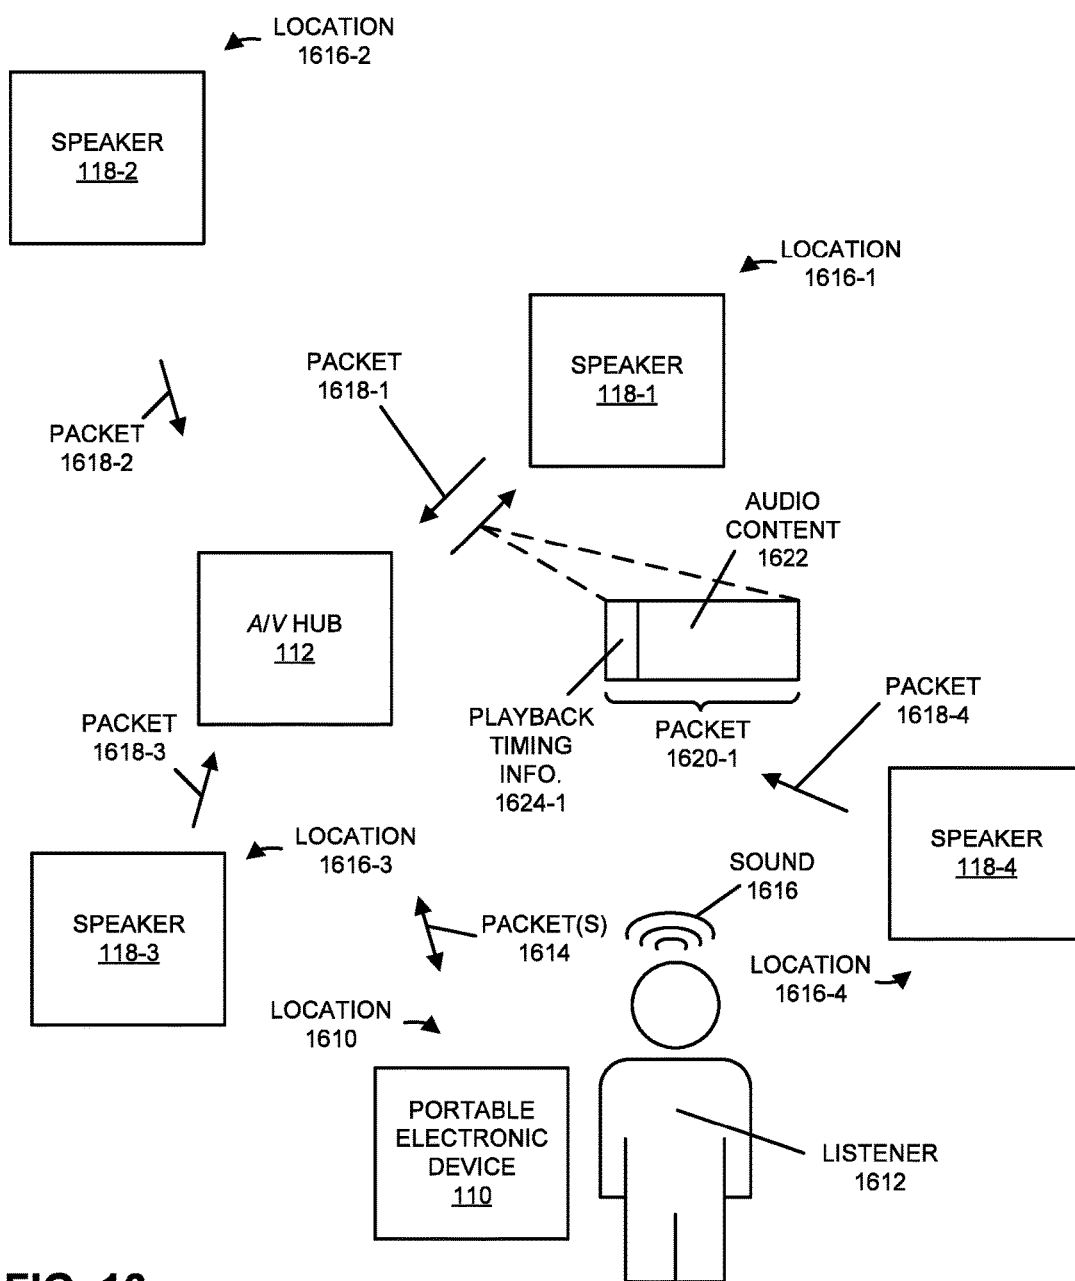 LOCATION
1616-2
SPEAKER
118-2
LOCATION
1616-1
SPEAKER
118-1
PACKET
1618-1
PACKET
1618-2
AUDIO
CONTENT
1622
A/V HUB
112
PLAYBACK
TIMING
INFO.
1624-1
PACKET
1620-1
PACKET
1618-4
PACKET
1618-3
SPEAKER
118-4
LOCATION
1616-3
SPEAKER
118-3
SOUND
1616
PACKET(S)
1614
LOCATION
1616-4
LOCATION
1610
PORTABLE
ELECTRONIC
DEVICE
110
LISTENER
1612